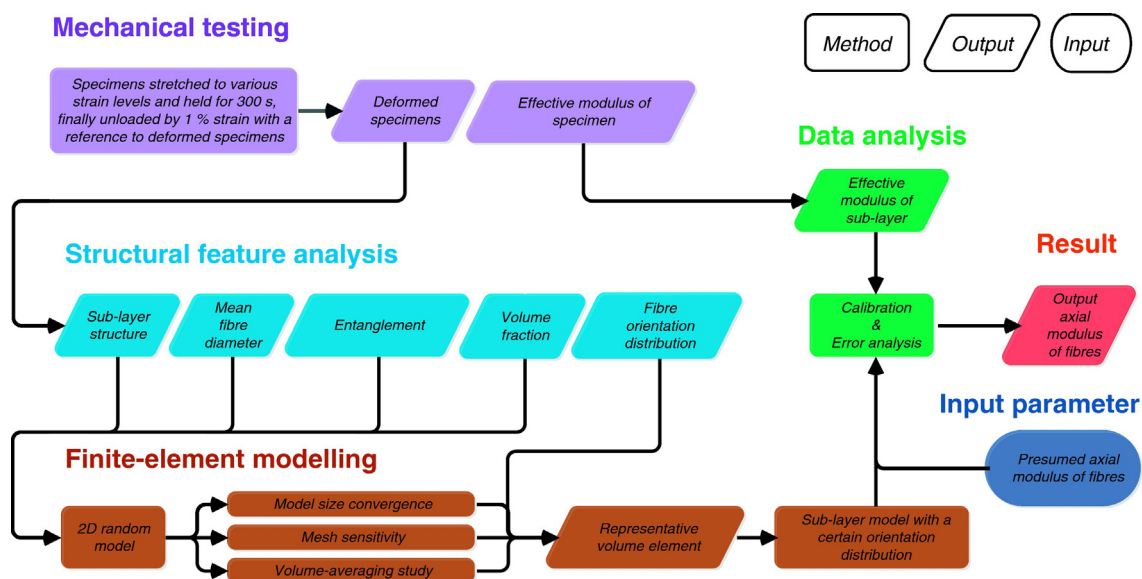 Mechanical testing
Method
Output
Input
Specimens stretched to various
strain levels and held for 300 s,
finally unloaded by 1 % strain with a
reference to deformed specimens
Deformed
specimens
Effective modulus of
specimen
Data analysis
Effective
modulus of
sub-layer
Structural feature analysis
Result
Sub-layer
structure
Mean
fibre
diameter
Entanglement
Volume
fraction
Fibre
orientation
distribution
Calibration
&
Error analysis
Output
axial
modulus
of fibres
Input parameter
Presumed axial
modulus of fibres
Finite-element modelling
2D random
model
Model size convergence
Mesh sensitivity
Volume-averaging study
Representative
volume element
Sub-layer model with a
certain orientation
distribution